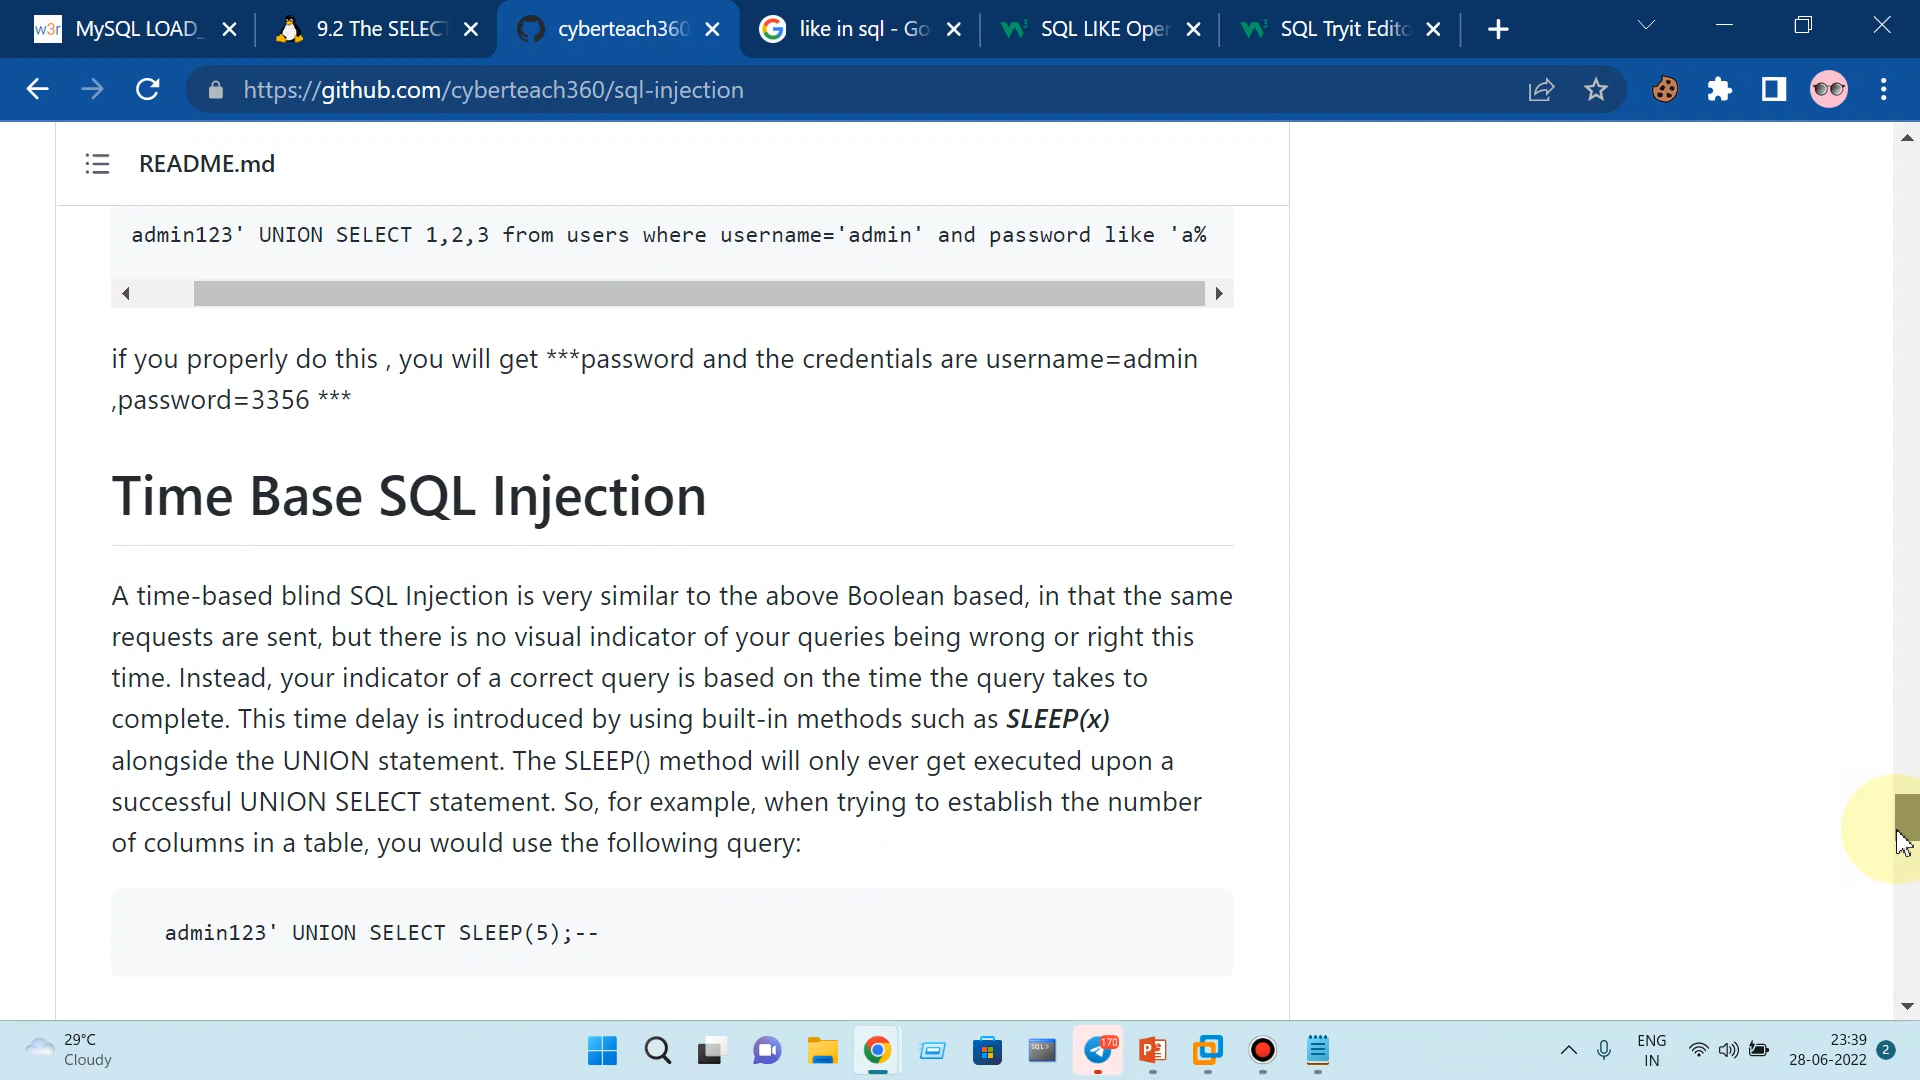 MySQL LOAD_
9.2 The SELECT
cyberteach360
like in sql - Go
SQL LIKE Oper
SQL Tryit Edito
https://github.com/cyberteach360/sql-injection
README.md
admin123' UNION SELECT 1,2,3 from users where username='admin' and password like 'a%
if you properly do this , you will get ***password and the credentials are username=admin
,password=3356 ***
Time Base SQL Injection
A time-based blind SQL Injection is very similar to the above Boolean based, in that the same
requests are sent, but there is no visual indicator of your queries being wrong or right this
time. Instead, your indicator of a correct query is based on the time the query takes to
complete. This time delay is introduced by using built-in methods such as SLEEP(x)
alongside the UNION statement. The SLEEP() method will only ever get executed upon a
successful UNION SELECT statement. So, for example, when trying to establish the number
of columns in a table, you would use the following query:
admin123' UNION SELECT SLEEP(5);--
29°C
Cloudy
170
ENG
IN
23:39
28-06-2022
2